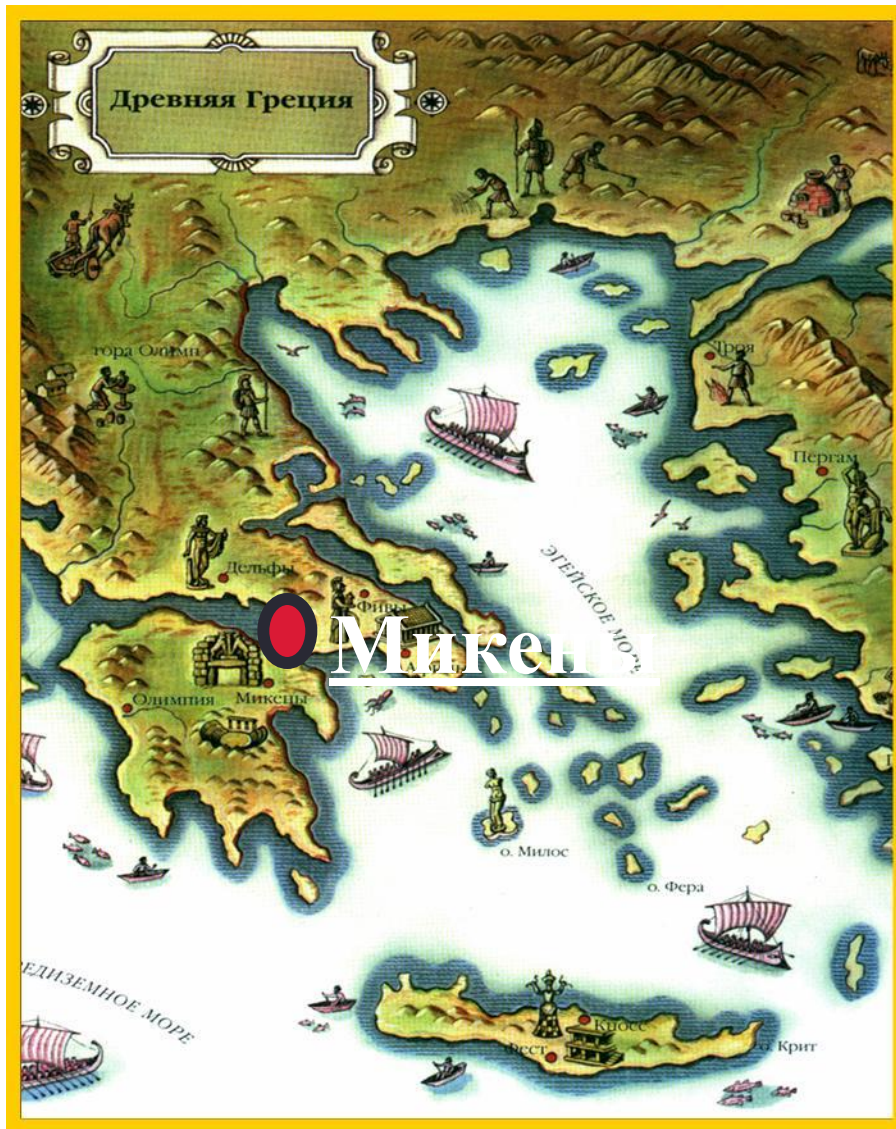 Древняя Греция
гора Олимп
Троя
Пергам
ЭГЕЙСКОЕ МОРЕ
Дельфы
Фивы
Микены
Олимпия
Микены
о. Милос
о. Фера
МОРЕ
Кносс
Фест
о. Крит